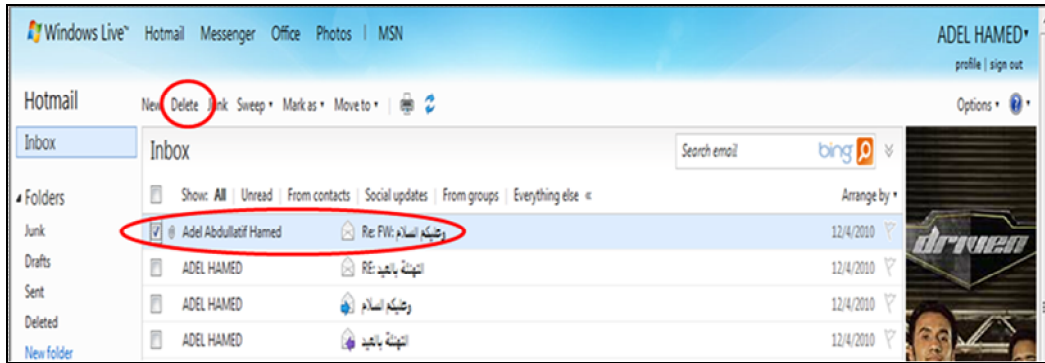 Windows Live™ Hotmail Messenger Office Photos | MSN
ADEL HAMED
profile | sign out
Hotmail
New Delete Junk Sweep Mark as Move to
Options
Inbox
Inbox
Search email bing
Folders
Show: All | Unread | From contacts | Social updates | From groups | Everything else «
Arrange by
Junk
Adel Abdullatif Hamed Re: FW: وعليكم السلام 12/4/2010
driven
Drafts
ADEL HAMED RE: التهنئة بالعيد 12/4/2010
Sent
ADEL HAMED وعليكم السلام 12/4/2010
Deleted
ADEL HAMED التهنئة بالعيد 12/4/2010
New folder